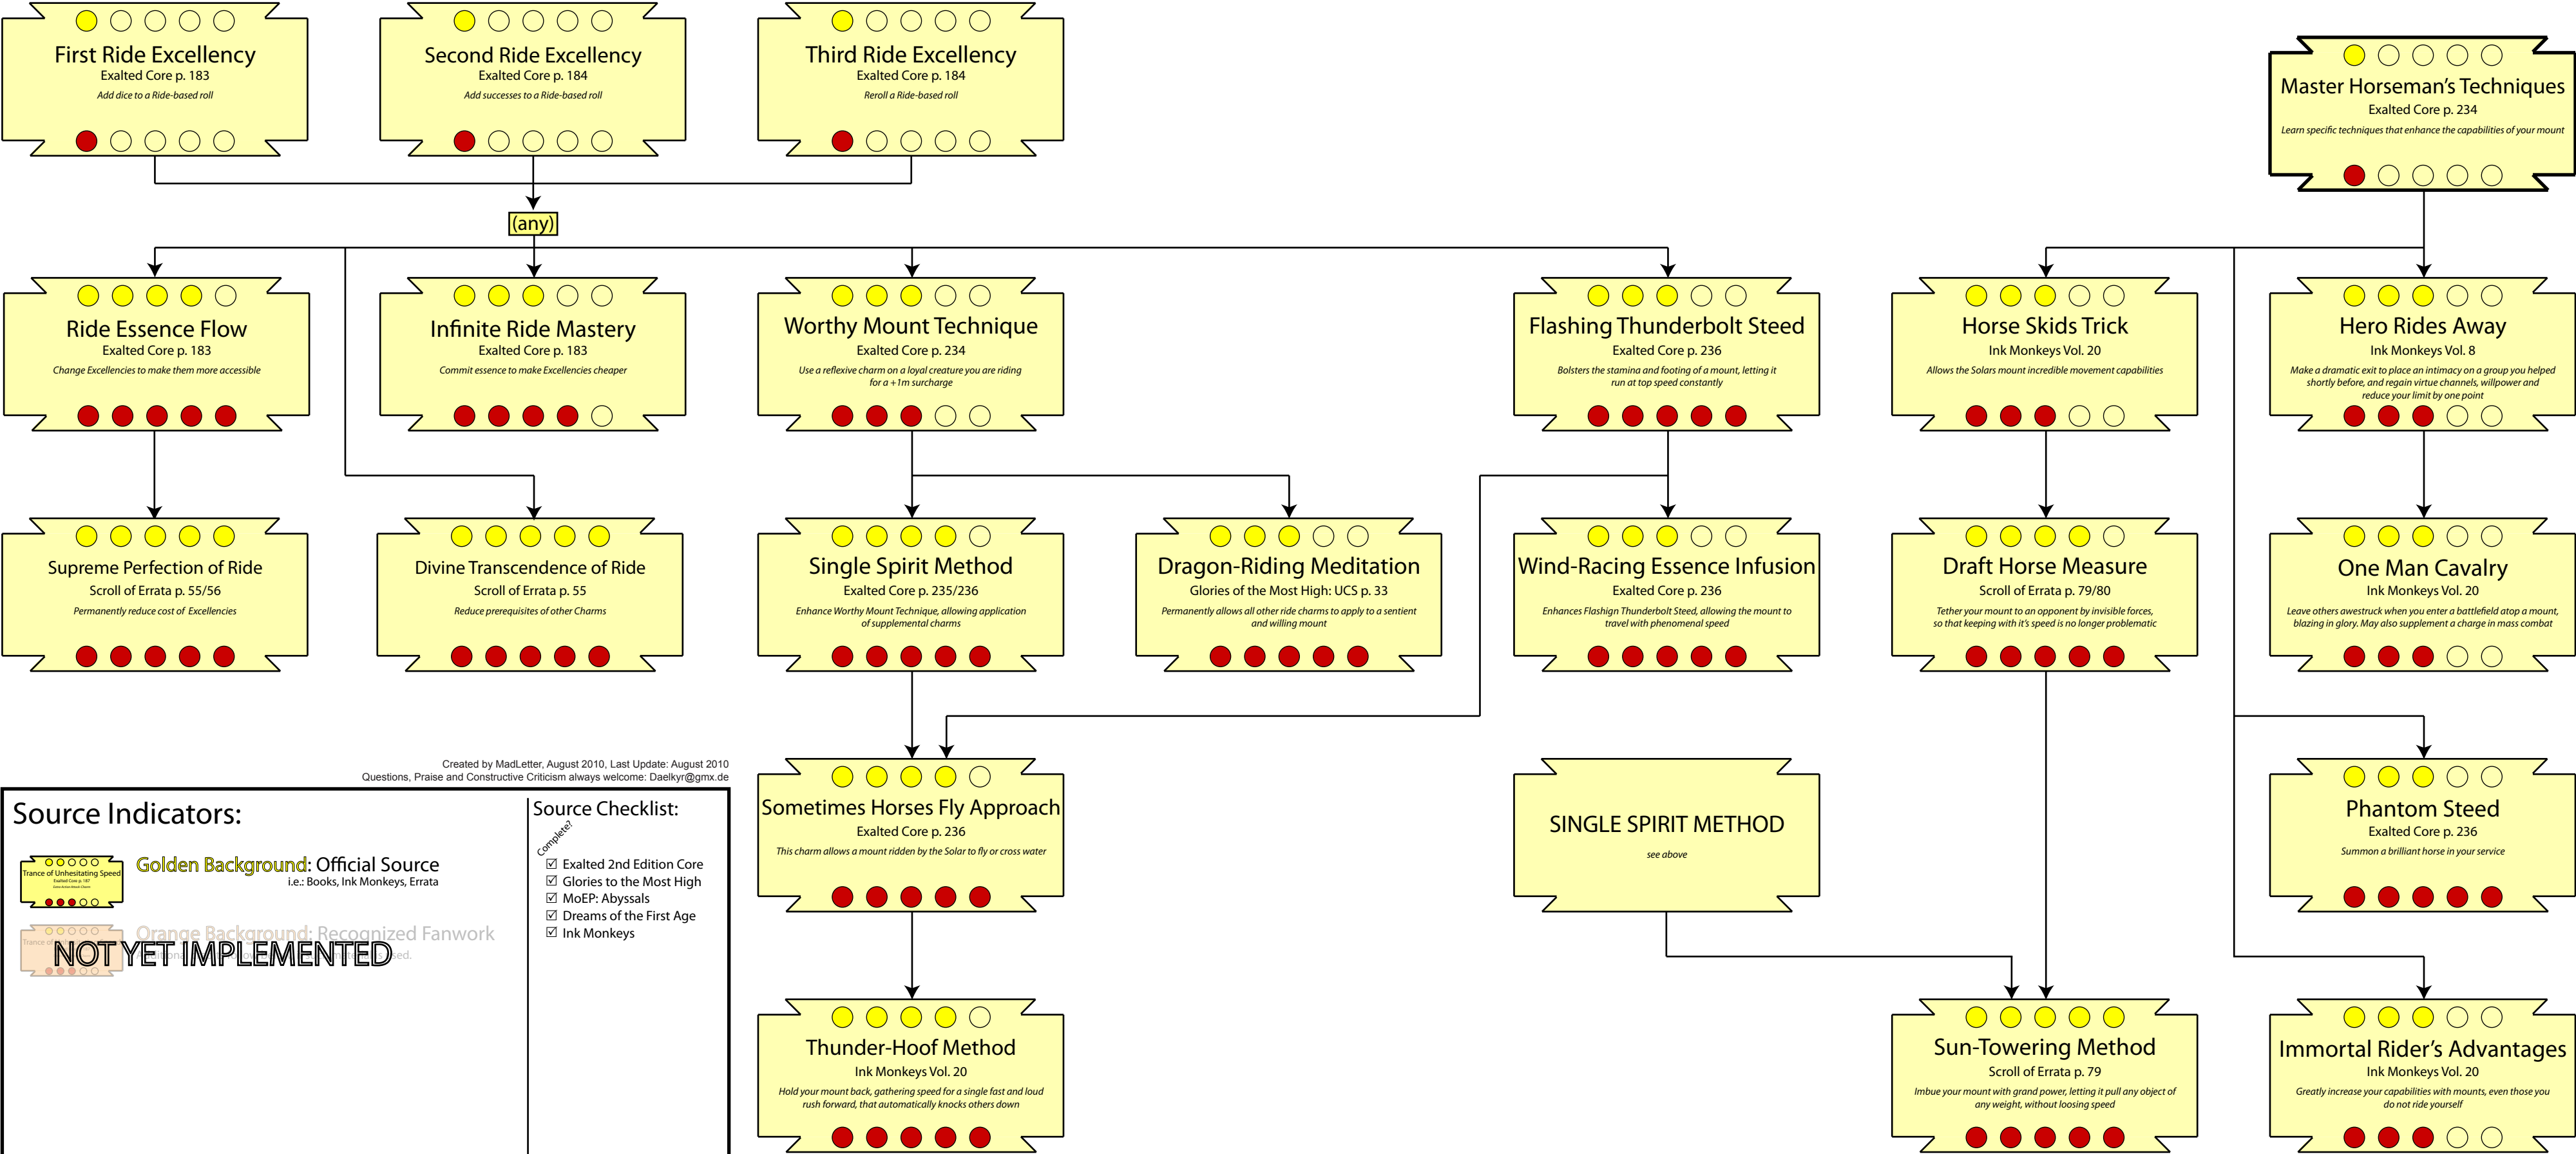 First Ride Excellency
Exalted Core p. 183
Add dice to a Ride-based roll
Second Ride Excellency
Exalted Core p. 184
Add successes to a Ride-based roll
Third Ride Excellency
Exalted Core p. 184
Reroll a Ride-based roll
Master Horseman's Techniques
Exalted Core p. 234
Learn specific techniques that enhance the capabilities of your mount
(any)
Ride Essence Flow
Exalted Core p. 183
Change Excellencies to make them more accessible
Infinite Ride Mastery
Exalted Core p. 183
Commit essence to make Excellencies cheaper
Worthy Mount Technique
Exalted Core p. 234
Use a reflexive charm on a loyal creature you are riding
for a +1m surcharge
Flashing Thunderbolt Steed
Exalted Core p. 236
Bolsters the stamina and footing of a mount, letting it
run at top speed constantly
Horse Skids Trick
Ink Monkeys Vol. 20
Allows the Solars mount incredible movement capabilities
Hero Rides Away
Ink Monkeys Vol. 8
Make a dramatic exit to place an intimacy on a group you helped
shortly before, and regain virtue channels, willpower and
reduce your limit by one point
Supreme Perfection of Ride
Scroll of Errata p. 55/56
Permanently reduce cost of Excellencies
Divine Transcendence of Ride
Scroll of Errata p. 55
Reduce prerequisites of other Charms
Single Spirit Method
Exalted Core p. 235/236
Enhance Worthy Mount Technique, allowing application
of supplemental charms
Dragon-Riding Meditation
Glories of the Most High: UCS p. 33
Permanently allows all other ride charms to apply to a sentient
and willing mount
Wind-Racing Essence Infusion
Exalted Core p. 236
Enhances Flashign Thunderbolt Steed, allowing the mount to
travel with phenomenal speed
Draft Horse Measure
Scroll of Errata p. 79/80
Tether your mount to an opponent by invisible forces,
so that keeping with it's speed is no longer problematic
One Man Cavalry
Ink Monkeys Vol. 20
Leave others awestruck when you enter a battlefield atop a mount,
blazing in glory. May also supplement a charge in mass combat
Created by MadLetter, August 2010, Last Update: August 2010
Questions, Praise and Constructive Criticism always welcome: Daelkyr@gmx.de
Sometimes Horses Fly Approach
Exalted Core p. 236
This charm allows a mount ridden by the Solar to fly or cross water
SINGLE SPIRIT METHOD
see above
Phantom Steed
Exalted Core p. 236
Summon a brilliant horse in your service
Source Indicators:
Trance of Unhesitating Speed
Exalted Core p. 187
Golden Background: Official Source
i.e.: Books, Ink Monkeys, Errata
Orange Background: Recognized Fanwork
NOT YET IMPLEMENTED
Source Checklist:
Complete?
☑ Exalted 2nd Edition Core
☑ Glories to the Most High
☑ MoEP: Abyssals
☑ Dreams of the First Age
☑ Ink Monkeys
Thunder-Hoof Method
Ink Monkeys Vol. 20
Hold your mount back, gathering speed for a single fast and loud
rush forward, that automatically knocks others down
Sun-Towering Method
Scroll of Errata p. 79
Imbue your mount with grand power, letting it pull any object of
any weight, without loosing speed
Immortal Rider's Advantages
Ink Monkeys Vol. 20
Greatly increase your capabilities with mounts, even those you
do not ride yourself